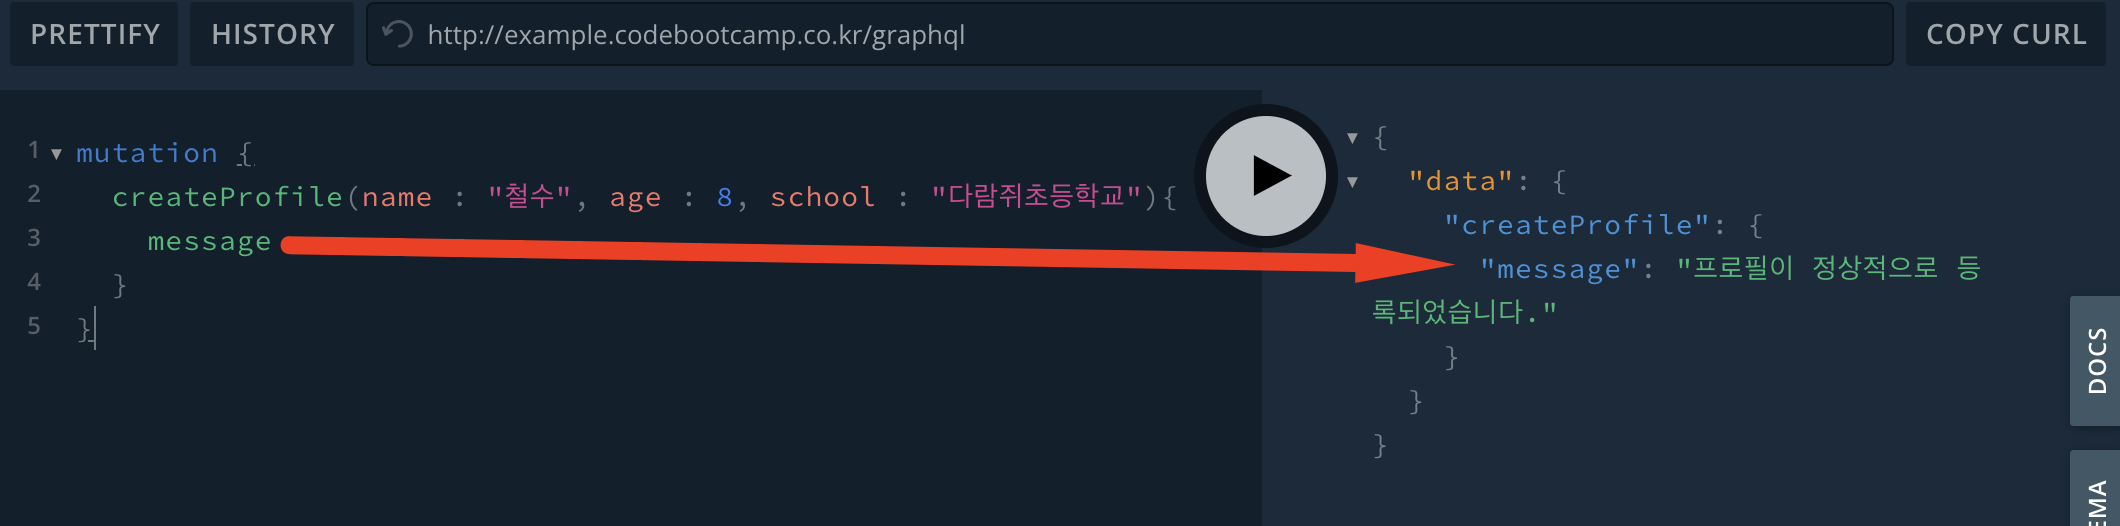 PRETTIFY HISTORY http://example.codebootcamp.co.kr/graphql COPY CURL
1 mutation {
2 createProfile(name : "철수", age : 8, school : "다람쥐초등학교"){
3 message
4 }
5 }
{
"data": {
"createProfile": {
"message": "프로필이 정상적으로 등
록되었습니다."
}
}
}
DOCS